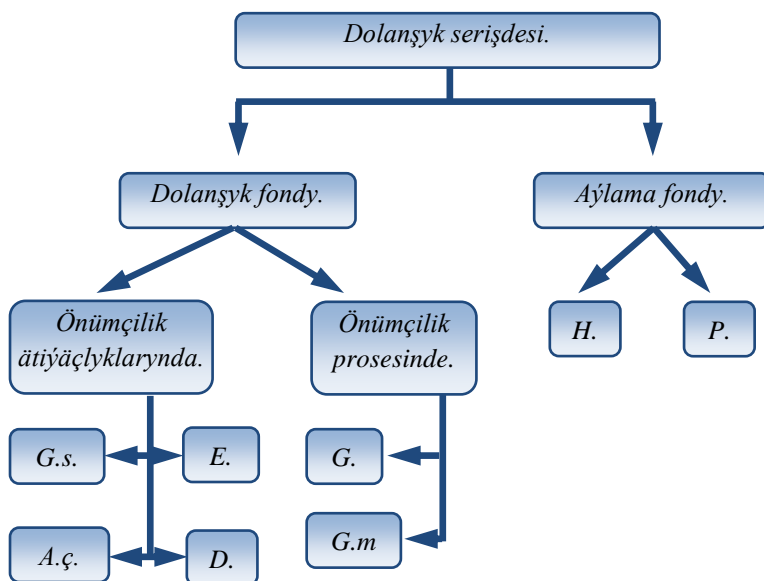 Dolanşyk serişdesi.
Dolanşyk fondy.
Aýlama fondy.
Önümçilik
ätiýäçlyklarynda.
Önümçilik
prosesinde.
H.
P.
G.s.
E.
G.
A.ç.
D.
G.m